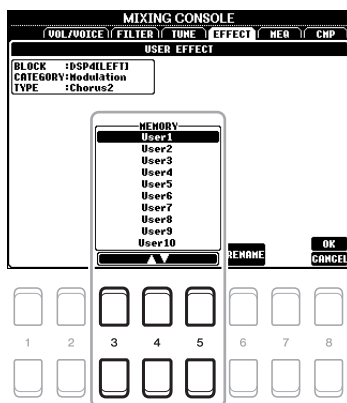 MIXING CONSOLE
VOL/VOICE FILTER TUNE EFFECT MEQ CMP
USER EFFECT
BLOCK :DSP4[LEFT]
CATEGORY:Modulation
TYPE :Chorus2
MEMORY
User1
User2
User3
User4
User5
User6
User7
User8
User9
User10
▲▼
RENAME
OK
CANCEL
1 2 3 4 5 6 7 8